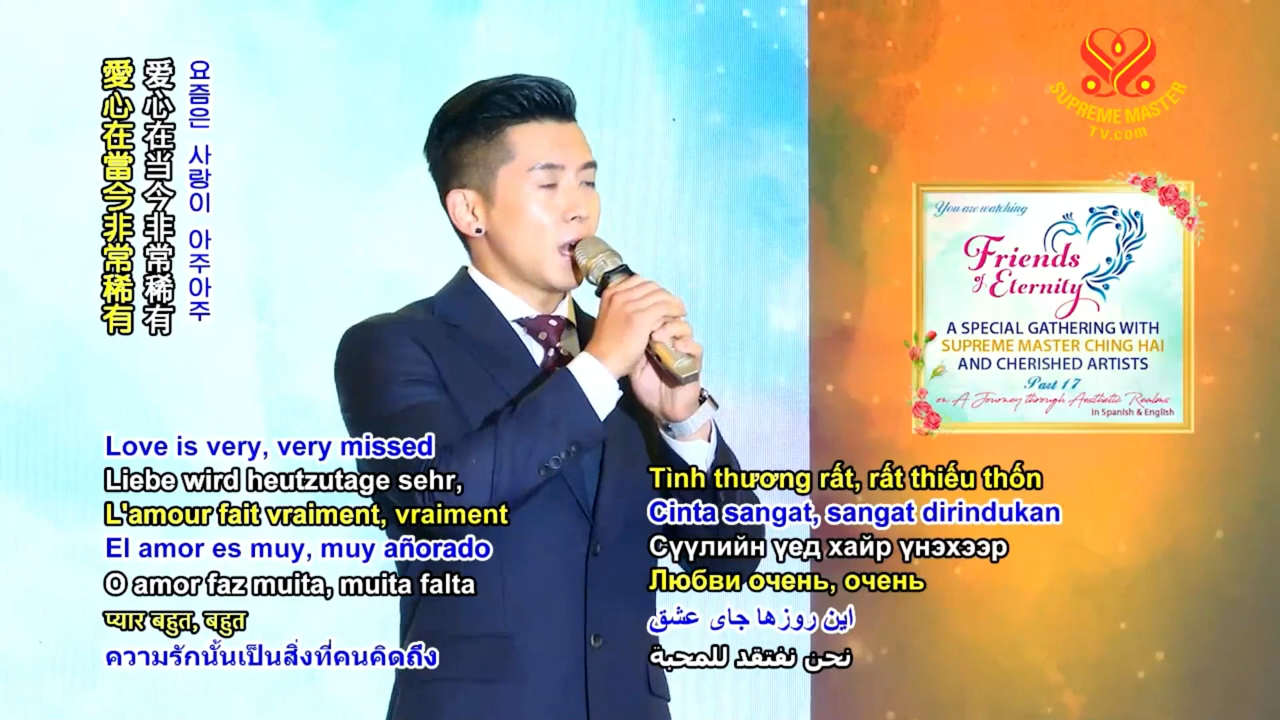 愛心在當今非常稀有
爱心在当今非常稀有
요즘은 사랑이 아주아주
SUPREME MASTER
TV.com
You are watching
Friends
of Eternity
A SPECIAL GATHERING WITH
SUPREME MASTER CHING HAI
AND CHERISHED ARTISTS
Part 17
on A Journey through Aesthetic Realms
in Spanish & English
Love is very, very missed
Liebe wird heutzutage sehr,
L'amour fait vraiment, vraiment
El amor es muy, muy añorado
O amor faz muita, muita falta
प्यार बहुत, बहुत
ความรักนั้นเป็นสิ่งที่คนคิดถึง
Tình thương rất, rất thiếu thốn
Cinta sangat, sangat dirindukan
Сүүлийн үед хайр үнэхээр
Любви очень, очень
این روزها جای عشق
نحن نفتقد للمحبة